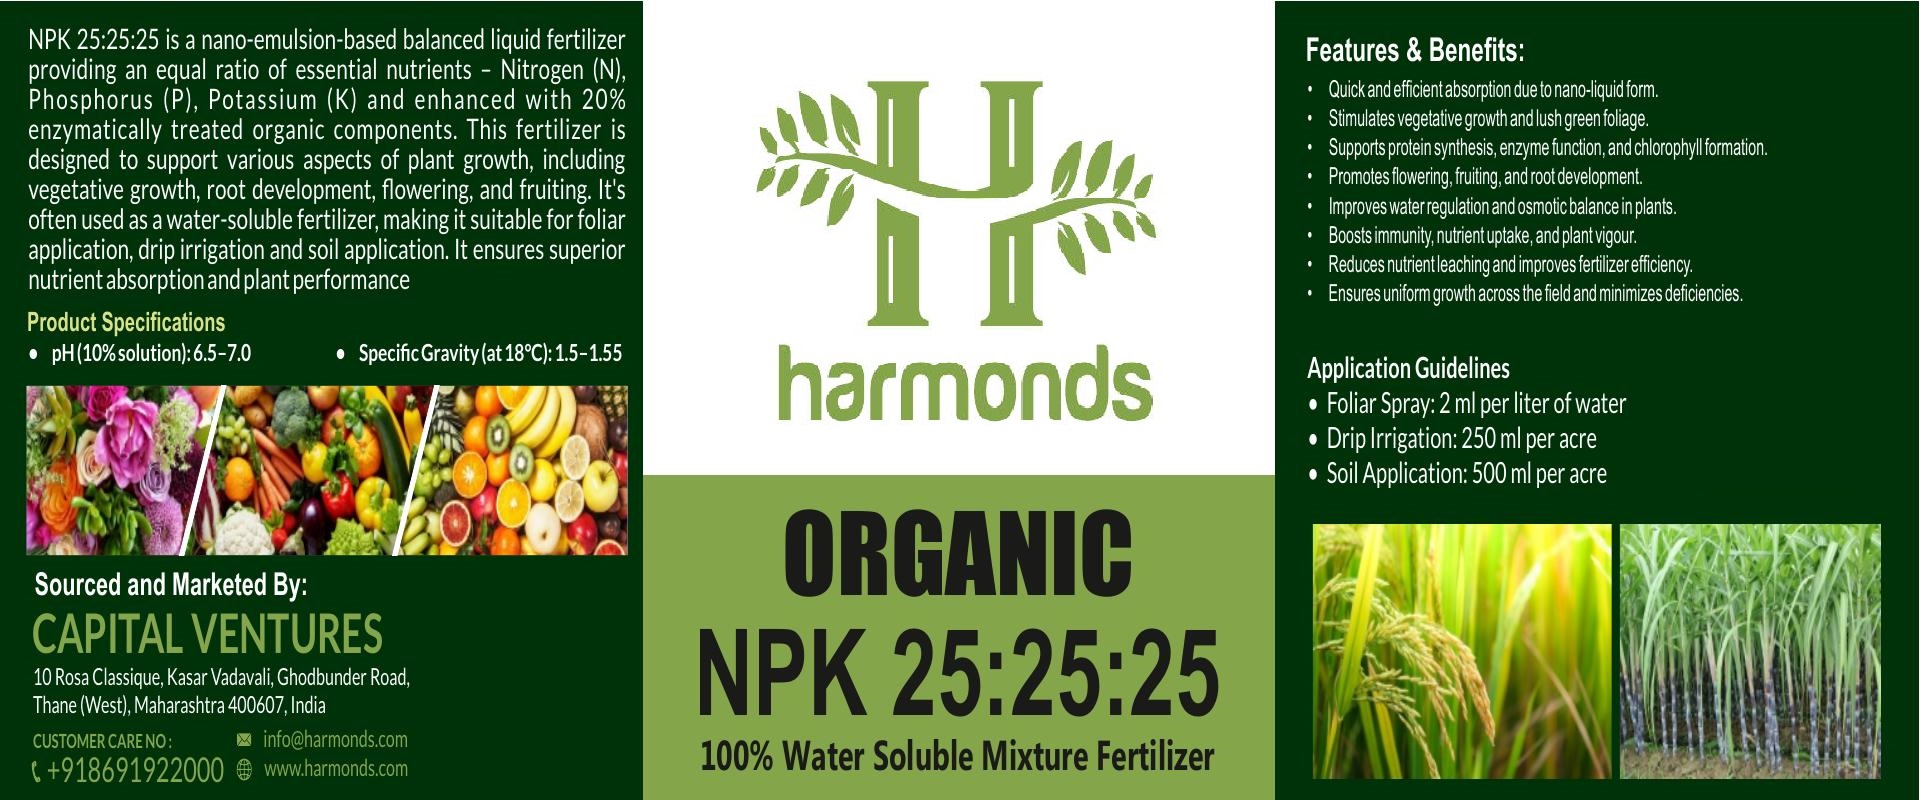 NPK 25:25:25 is a nano-emulsion-based balanced liquid fertilizer
providing an equal ratio of essential nutrients – Nitrogen (N),
Phosphorus (P), Potassium (K) and enhanced with 20%
enzymatically treated organic components. This fertilizer is
designed to support various aspects of plant growth, including
vegetative growth, root development, flowering, and fruiting. It's
often used as a water-soluble fertilizer, making it suitable for foliar
application, drip irrigation and soil application. It ensures superior
nutrient absorption and plant performance
Product Specifications
• pH (10% solution): 6.5–7.0
• Specific Gravity (at 18°C): 1.5–1.55
Sourced and Marketed By:
CAPITAL VENTURES
10 Rosa Classique, Kasar Vadavali, Ghodbunder Road,
Thane (West), Maharashtra 400607, India
CUSTOMER CARE NO :
+918691922000
info@harmonds.com
www.harmonds.com
H
harmonds
ORGANIC
NPK 25:25:25
100% Water Soluble Mixture Fertilizer
Features & Benefits:
• Quick and efficient absorption due to nano-liquid form.
• Stimulates vegetative growth and lush green foliage.
• Supports protein synthesis, enzyme function, and chlorophyll formation.
• Promotes flowering, fruiting, and root development.
• Improves water regulation and osmotic balance in plants.
• Boosts immunity, nutrient uptake, and plant vigour.
• Reduces nutrient leaching and improves fertilizer efficiency.
• Ensures uniform growth across the field and minimizes deficiencies.
Application Guidelines
• Foliar Spray: 2 ml per liter of water
• Drip Irrigation: 250 ml per acre
• Soil Application: 500 ml per acre